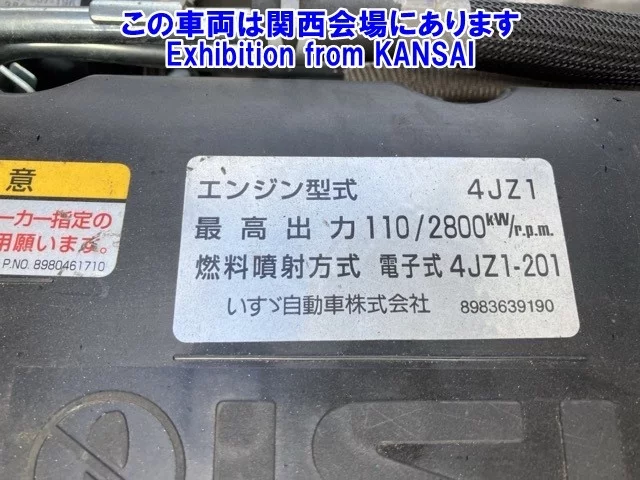 この車両は関西会場にあります
Exhibition from KANSAI
意
ーカー指定の
用願います。
P.NO. 8980461710
エンジン型式 4JZ1
最高出力 110/2800kW/r.p.m.
燃料噴射方式 電子式 4JZ1-201
いすゞ自動車株式会社 8983639190